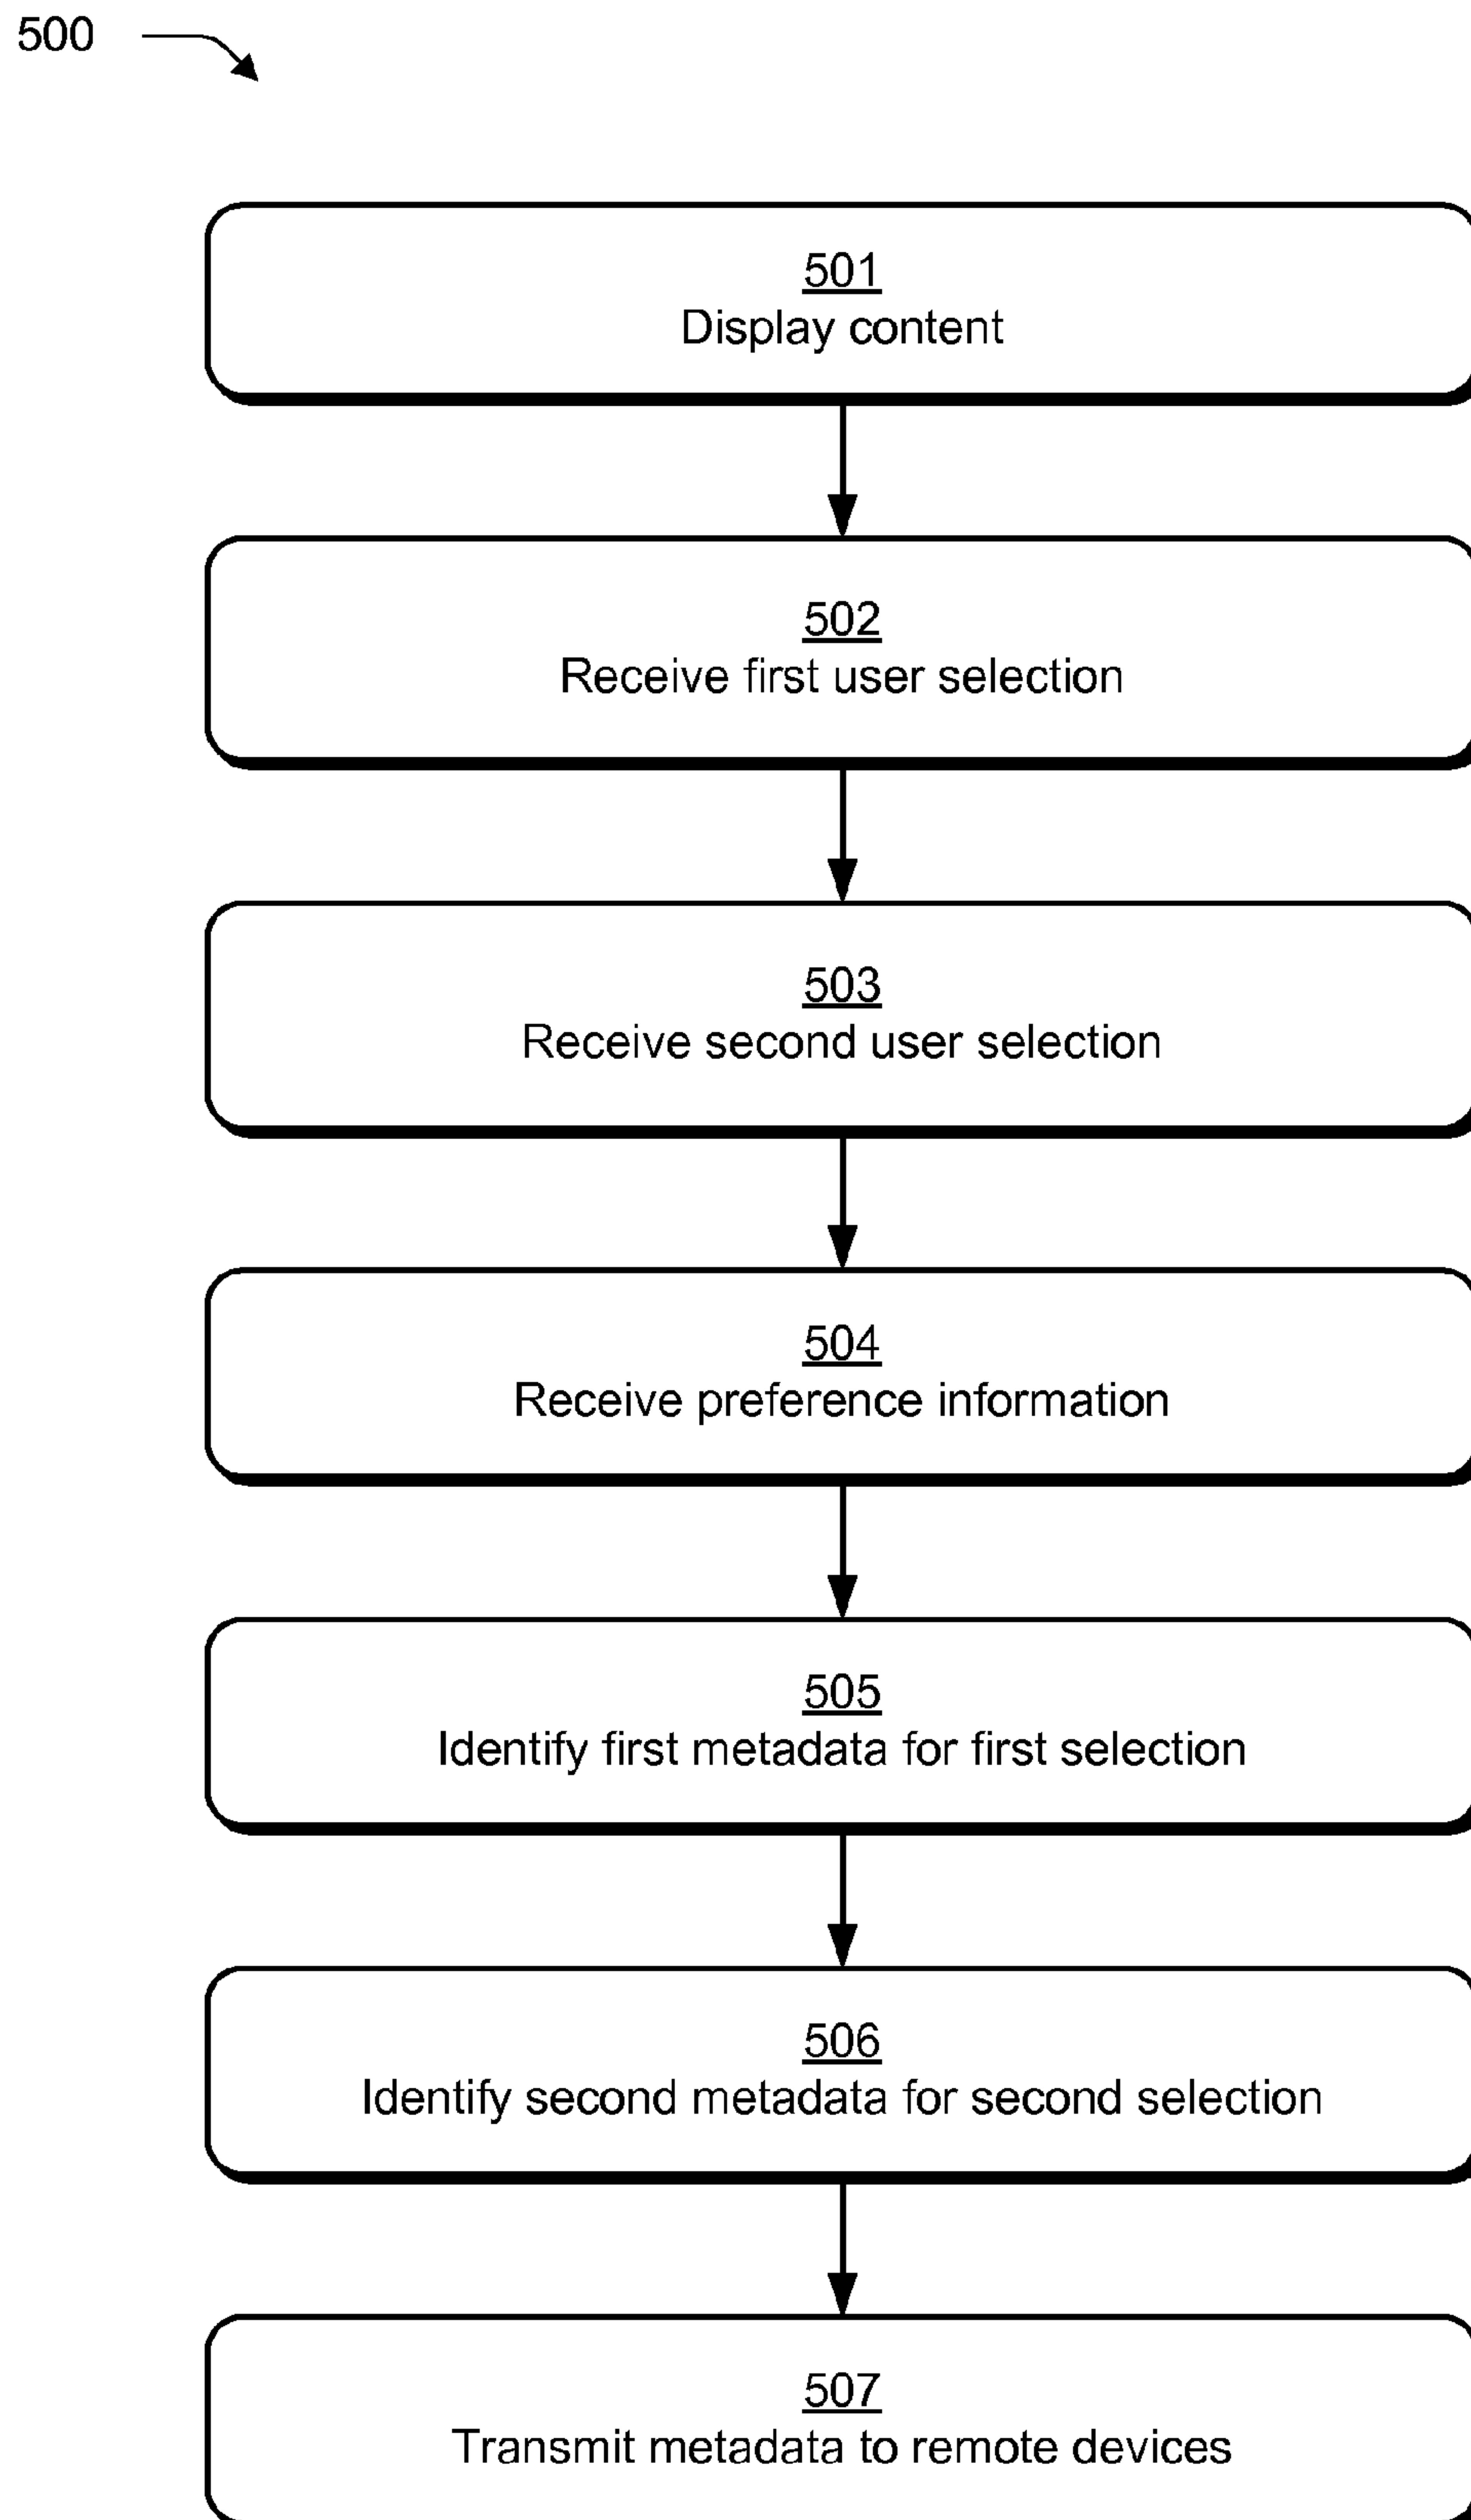 500
501
Display content
502
Receive first user selection
503
Receive second user selection
504
Receive preference information
505
Identify first metadata for first selection
506
Identify second metadata for second selection
507
Transmit metadata to remote devices